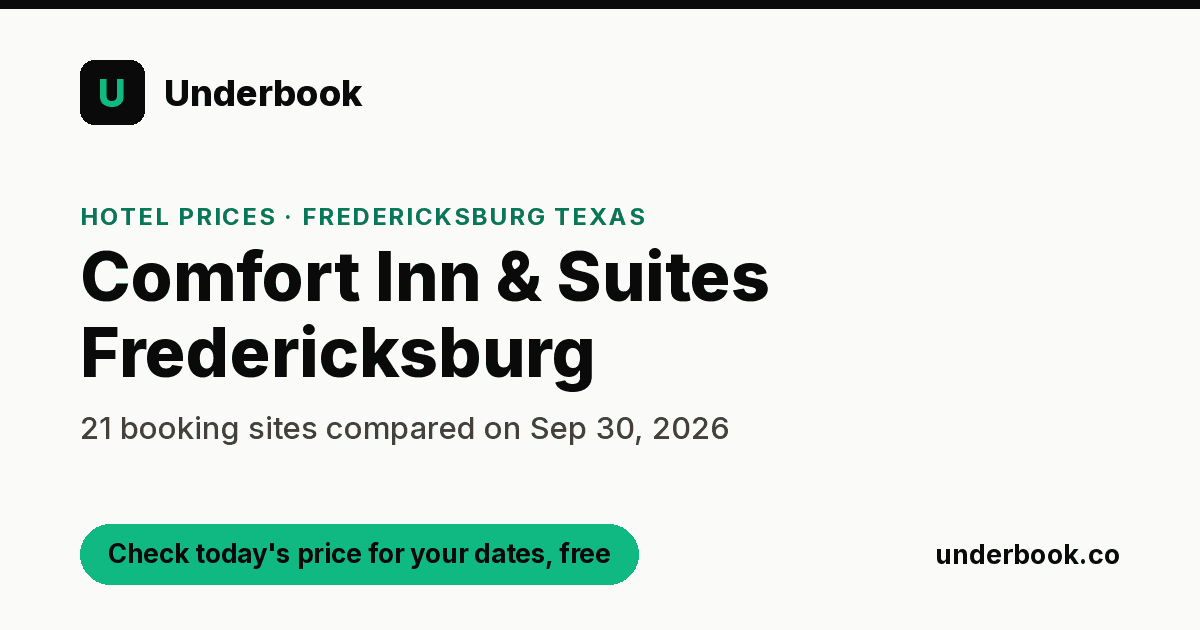 U Underbook
HOTEL PRICES · FREDERICKSBURG TEXAS
Comfort Inn & Suites
Fredericksburg
21 booking sites compared on Sep 30, 2026
Check today's price for your dates, free
underbook.co